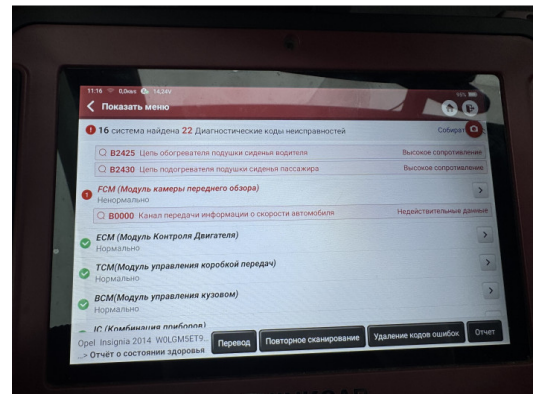 11:16 0,0км/ч 14,24V
Показать меню
16 система найдена 22 Диагностические коды неисправностей Собират
B2425 Цепь обогревателя подушки сиденья водителя Высокое сопротивление
B2430 Цепь подогревателя подушки сиденья пассажира Высокое сопротивление
FCM (Модуль камеры переднего обзора)
Ненормально
B0000 Канал передачи информации о скорости автомобиля Недействительные данные
ECM (Модуль Контроля Двигателя)
Нормально
TCM(Модуль управления коробкой передач)
Нормально
BCM(Модуль управления кузовом)
Нормально
IC (Комбинация приборов)
Opel Insignia 2014 W0LGM5ET9...
...> Отчёт о состоянии здоровья
Перевод Повторное сканирование Удаление кодов ошибок Отчет